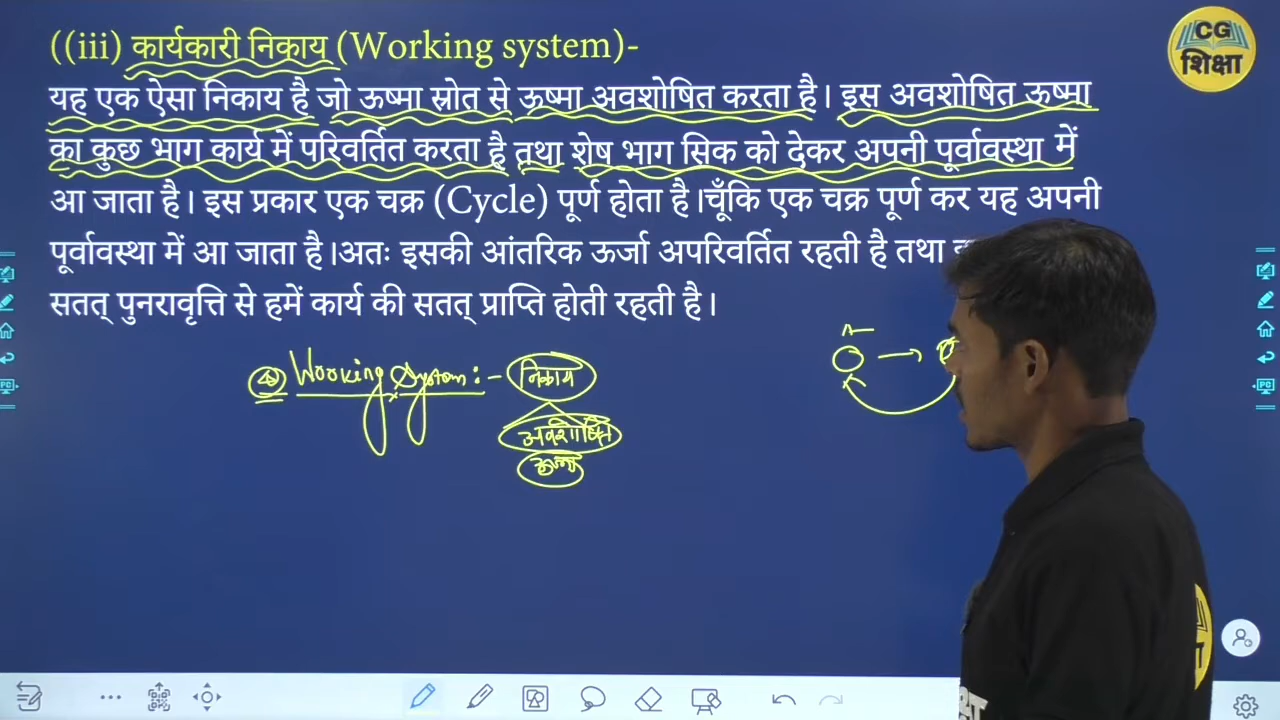 ((iii) कार्यकारी निकाय (Working system)-
यह एक ऐसा निकाय है जो ऊष्मा स्रोत से ऊष्मा अवशोषित करता है। इस अवशोषित ऊष्मा
का कुछ भाग कार्य में परिवर्तित करता है तथा शेष भाग सिक को देकर अपनी पूर्वावस्था में
आ जाता है। इस प्रकार एक चक्र (Cycle) पूर्ण होता है।चूँकि एक चक्र पूर्ण कर यह अपनी
पूर्वावस्था में आ जाता है।अतः इसकी आंतरिक ऊर्जा अपरिवर्तित रहती है तथा
सतत् पुनरावृत्ति से हमें कार्य की सतत् प्राप्ति होती रहती है।
Working System:- निकाय
अवशोषित
ऊष्मा
CG
शिक्षा
PC
PC